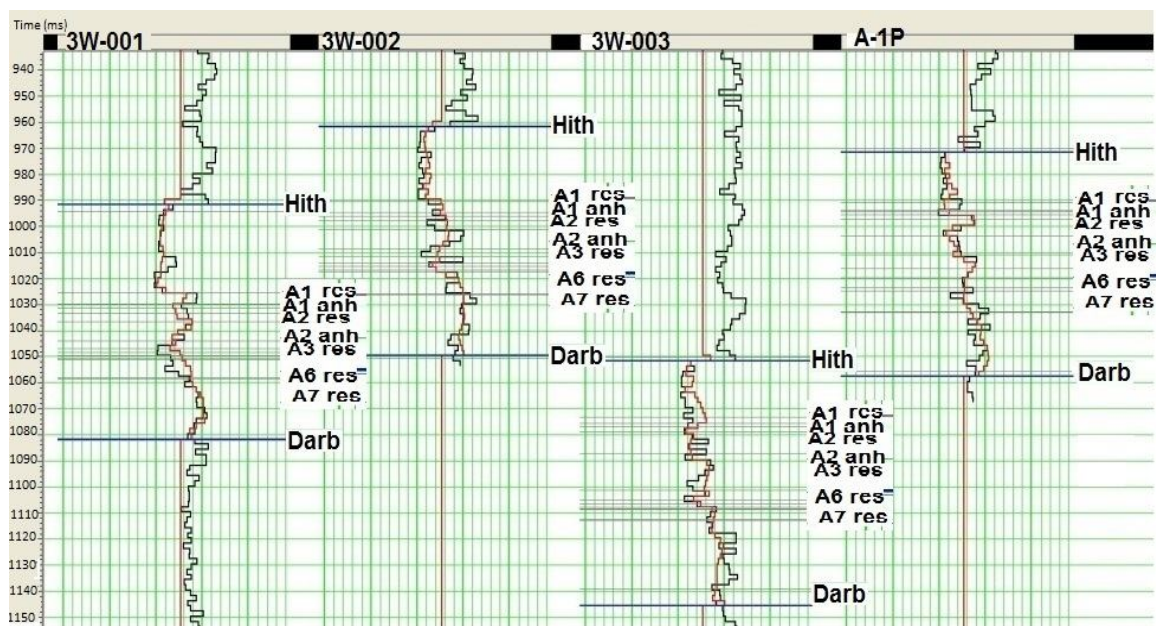 Time (ms)
3W-001 3W-002 3W-003 A-1P
940
950
960 Hith
970 Hith
980
990 Hith A1 res A1 res
A1 anh A1 anh
1000 A2 res A2 res
A2 anh A2 anh
1010 A3 res A3 res
1020 A6 res A6 res
1030 A1 res A7 res A7 res
A1 anh
A2 res
1040 A2 anh
A3 res
1050 Darb Hith
A6 res Darb
1060 A7 res
1070 A1 res
A1 anh
1080 Darb A2 res
A2 anh
1090 A3 res
1100 A6 res
1110 A7 res
1120
1130
1140 Darb
1150